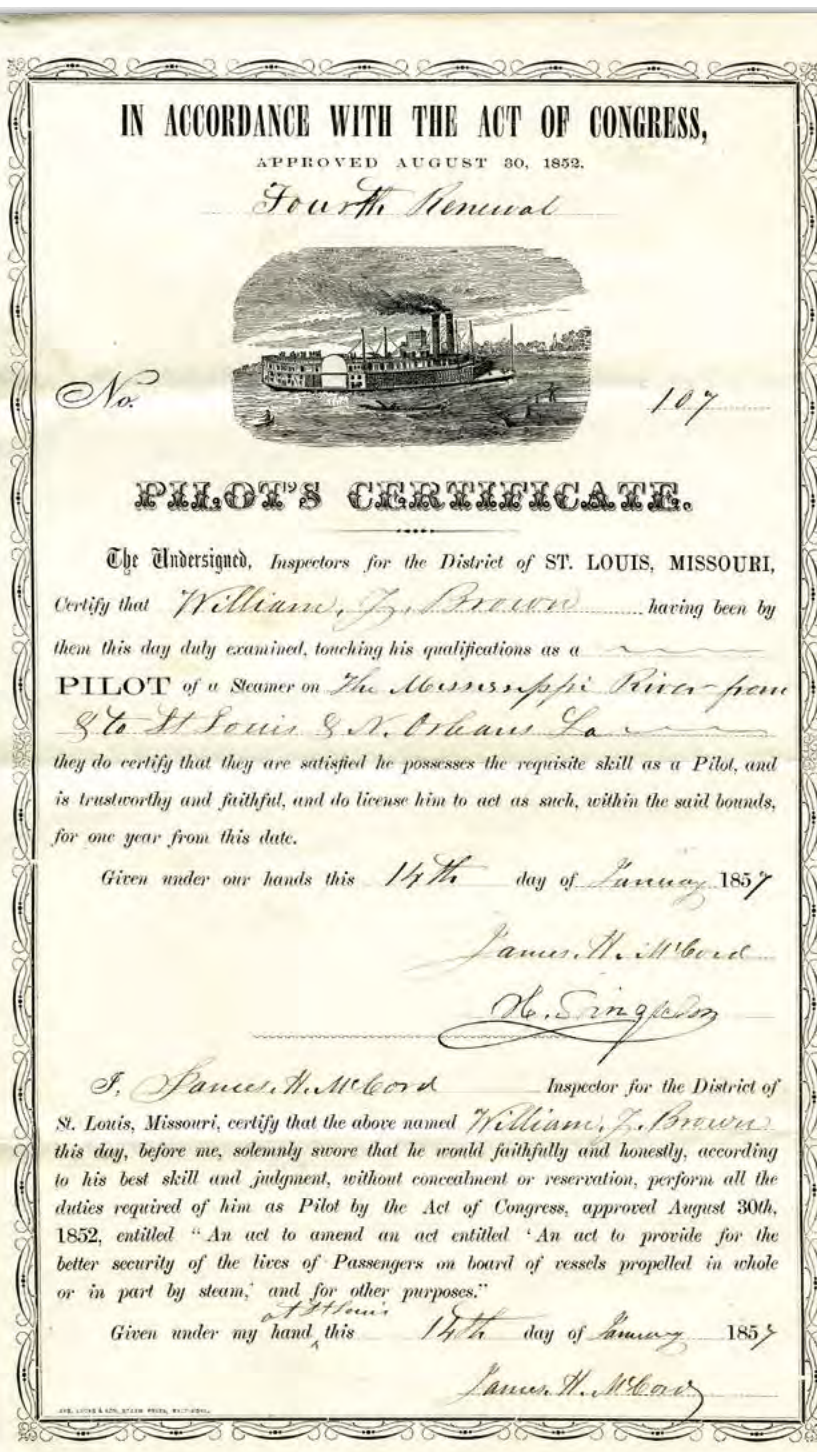 IN ACCORDANCE WITH THE ACT OF CONGRESS,
APPROVED AUGUST 30, 1852.
Fourth Renewal
No. 107
PILOT'S CERTIFICATE.
The Undersigned, Inspectors for the District of ST. LOUIS, MISSOURI,
Certify that William. J. Brown having been by
them this day duly examined, touching his qualifications as a
PILOT of a Steamer on The Mississippi River from
& to St Louis & N. Orleans La
they do certify that they are satisfied he possesses the requisite skill as a Pilot, and
is trustworthy and faithful, and do license him to act as such, within the said bounds,
for one year from this date.
Given under our hands this 14th day of January 1857
James. H. McCord
H. Singleton
I, James. H. McCord Inspector for the District of
St. Louis, Missouri, certify that the above named William. J. Brown
this day, before me, solemnly swore that he would faithfully and honestly, according
to his best skill and judgment, without concealment or reservation, perform all the
duties required of him as Pilot by the Act of Congress, approved August 30th,
1852, entitled "An act to amend an act entitled 'An act to provide for the
better security of the lives of Passengers on board of vessels propelled in whole
or in part by steam,' and for other purposes."
at St Louis
Given under my hand ^ this 14th day of January 1857
James. H. McCord